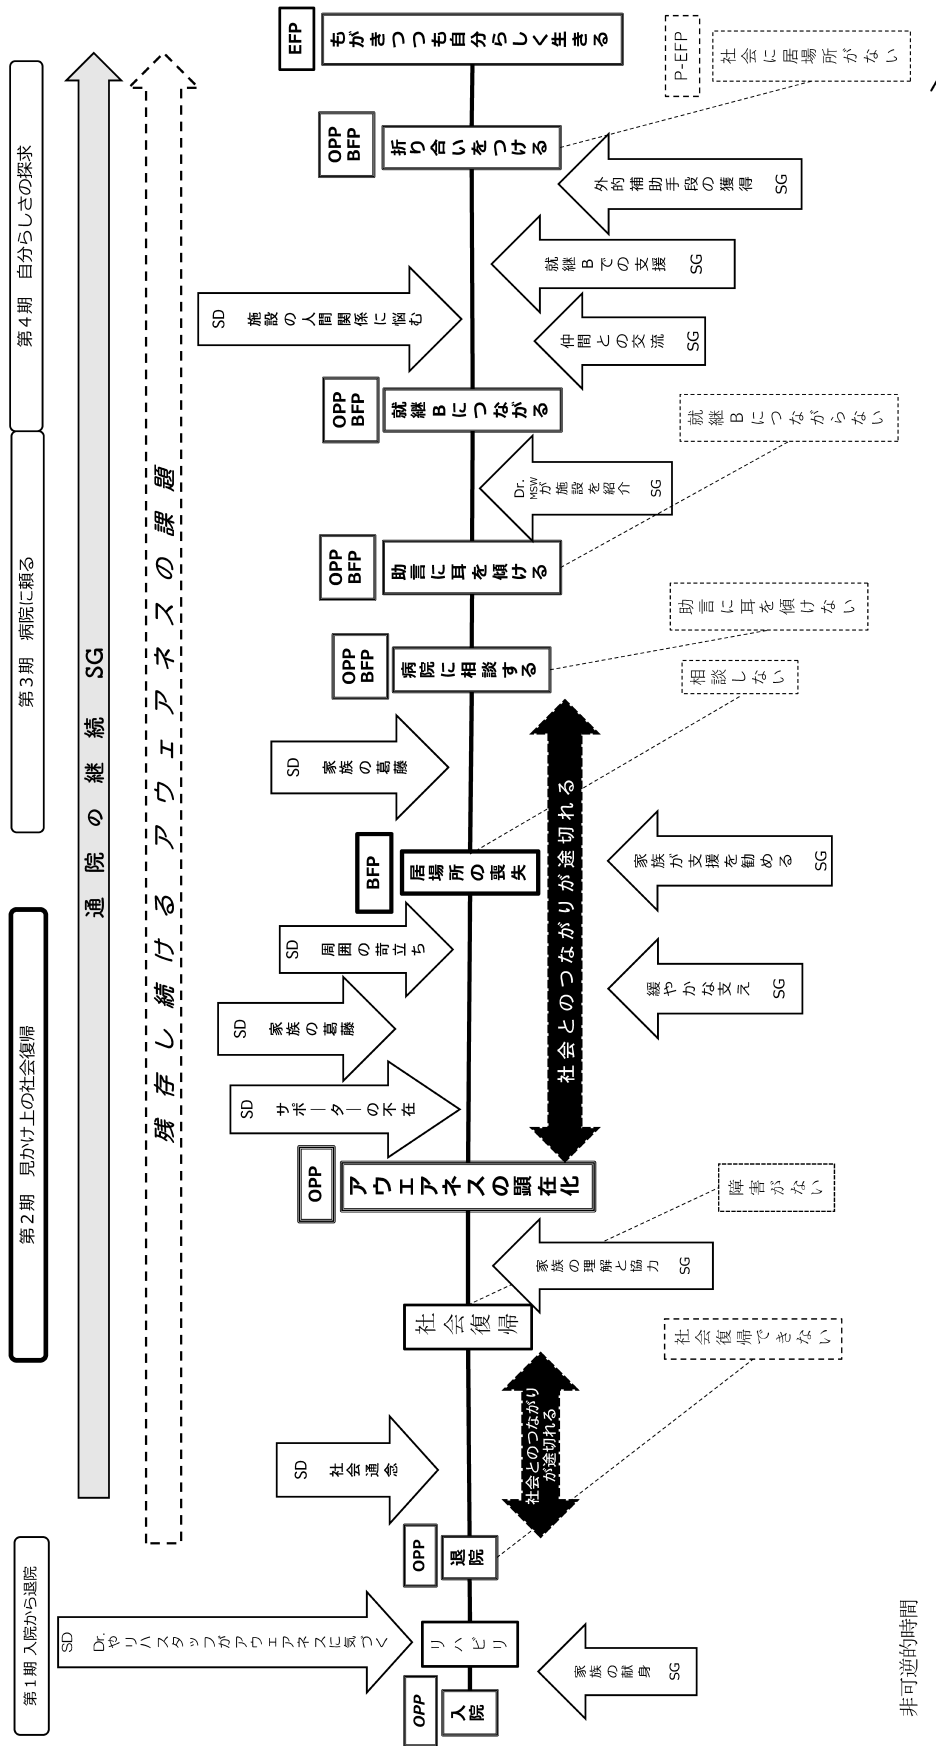 第１期 入院から退院
第２期　見かけ上の社会復帰
第３期　病院に頼る
第４期　自分らしさの探求
通院の継続　SG
残存し続けるアウェアネスの課題
SD
Dr.やリハスタッフがアウェアネスに気づく
SD
社会通念
SD
サポーターの不在
SD
家族の葛藤
SD
周囲の苛立ち
SD
家族の葛藤
SD
施設の人間関係に悩む
OPP
入院
リハビリ
OPP
退院
社会復帰
OPP
アウェアネスの顕在化
BFP
居場所の喪失
OPP
BFP
病院に相談する
OPP
BFP
助言に耳を傾ける
OPP
BFP
就継Bにつながる
OPP
BFP
折り合いをつける
EFP
もがきつつも自分らしく生きる
社会とのつながり
が途切れる
社会とのつながりが途切れる
家族の献身
SG
家族の理解と協力
SG
緩やかな支え
SG
家族が支援を勧める
SG
Dr.
MSW
が施設を紹介
SG
仲間との交流
SG
就継Bでの支援
SG
外的補助手段の獲得
SG
社会復帰できない
障害がない
相談しない
助言に耳を傾けない
就継Bにつながらない
P-EFP
社会に居場所がない
非可逆的時間